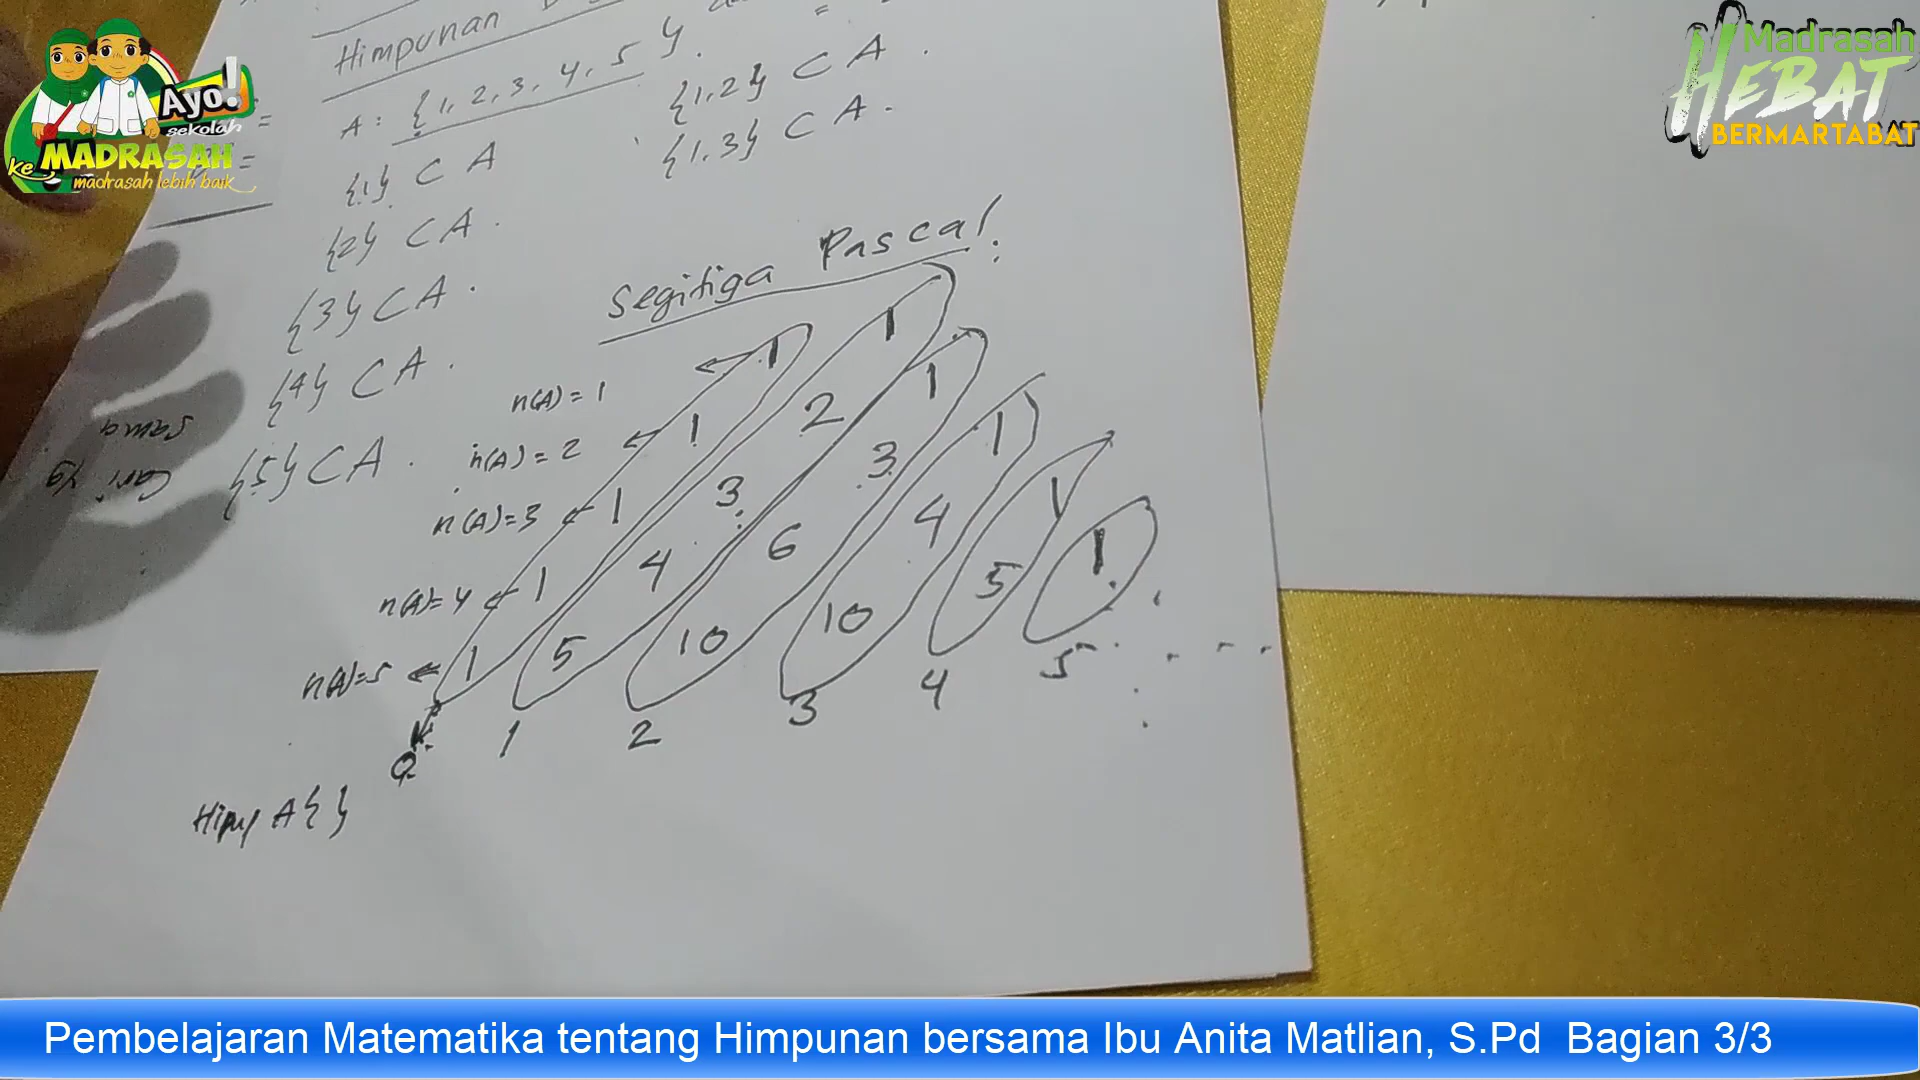 Himpunan
A : {1, 2, 3, 4, 5}.
{1} ⊂ A
{1,2} ⊂ A.
{2} ⊂ A.
{1.3} ⊂ A.
{3} ⊂ A.
{4} ⊂ A.
{5} ⊂ A.
Cari yg
sama
Segitiga Pascal.
n(A) = 1 ← 1 1
n(A) = 2 ← 1 2 1
n(A) = 3 ← 1 3 3 1
n(A) = 4 ← 1 4 6 4 1
n(A) = 5 ← 1 5 10 10 5 1
0 1 2 3 4 5
A { }
Ayo!
sekolah
ke MADRASAH
madrasah lebih baik
Madrasah
HEBAT
BERMARTABAT
Pembelajaran Matematika tentang Himpunan bersama Ibu Anita Matlian, S.Pd Bagian 3/3